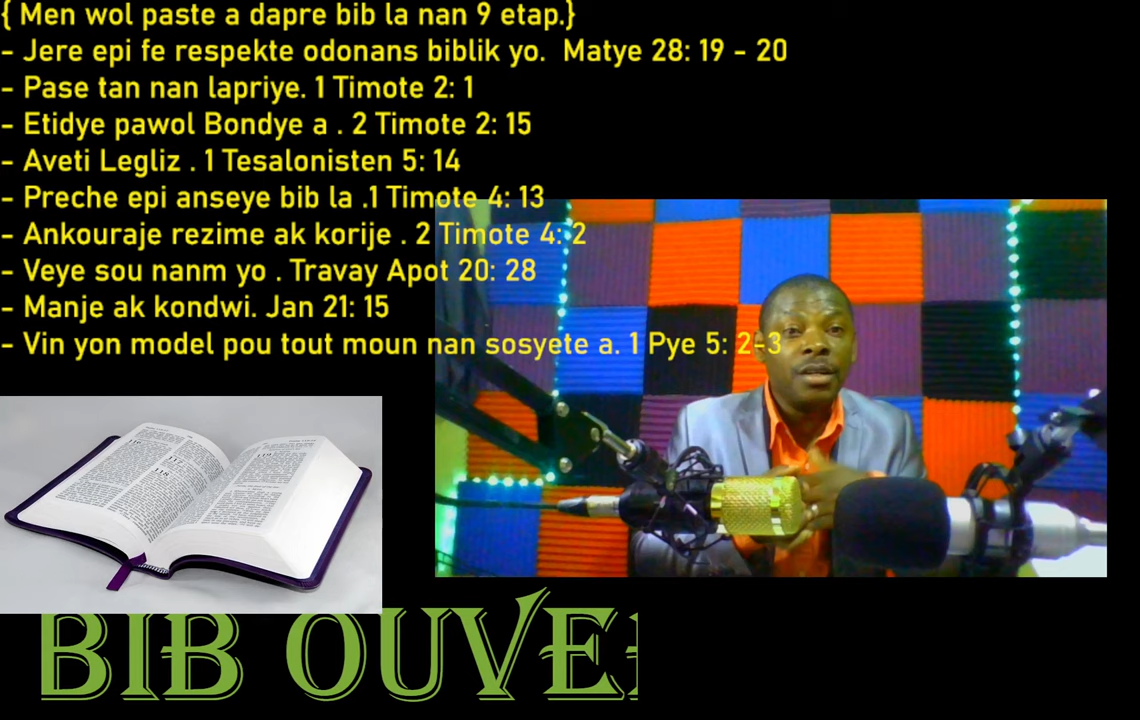 { Men wol paste a dapre bib la nan 9 etap.}
- Jere epi fe respekte odonans biblik yo.  Matye 28: 19 - 20
- Pase tan nan lapriye. 1 Timote 2: 1
- Etidye pawol Bondye a . 2 Timote 2: 15
- Aveti Legliz . 1 Tesalonisten 5: 14
- Preche epi anseye bib la .1 Timote 4: 13
- Ankouraje rezime ak korije . 2 Timote 4: 2
- Veye sou nanm yo . Travay Apot 20: 28
- Manje ak kondwi. Jan 21: 15
- Vin yon model pou tout moun nan sosyete a. 1 Pye 5: 2-3
116
117
118
119
BIB OUVE